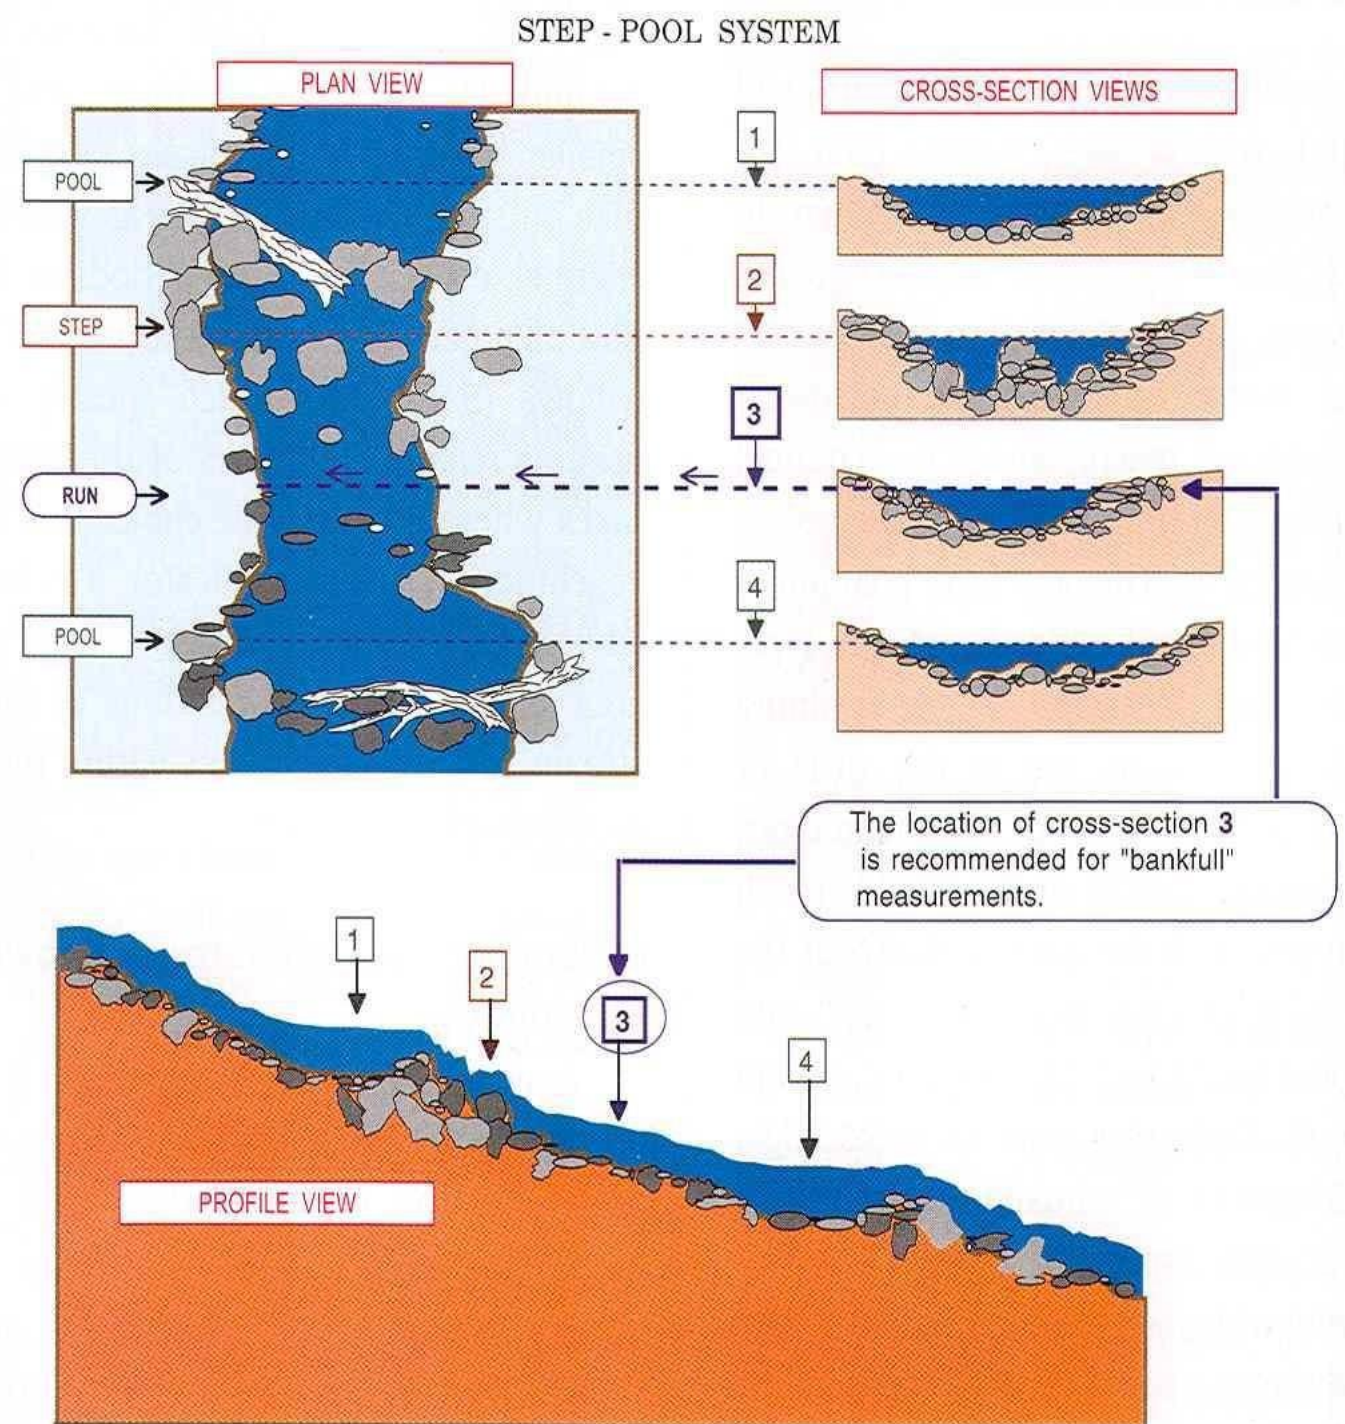 STEP - POOL SYSTEM
PLAN VIEW
CROSS-SECTION VIEWS
1
POOL
2
STEP
3
RUN
4
POOL
The location of cross-section 3
is recommended for "bankfull"
measurements.
1
2
3
4
PROFILE VIEW